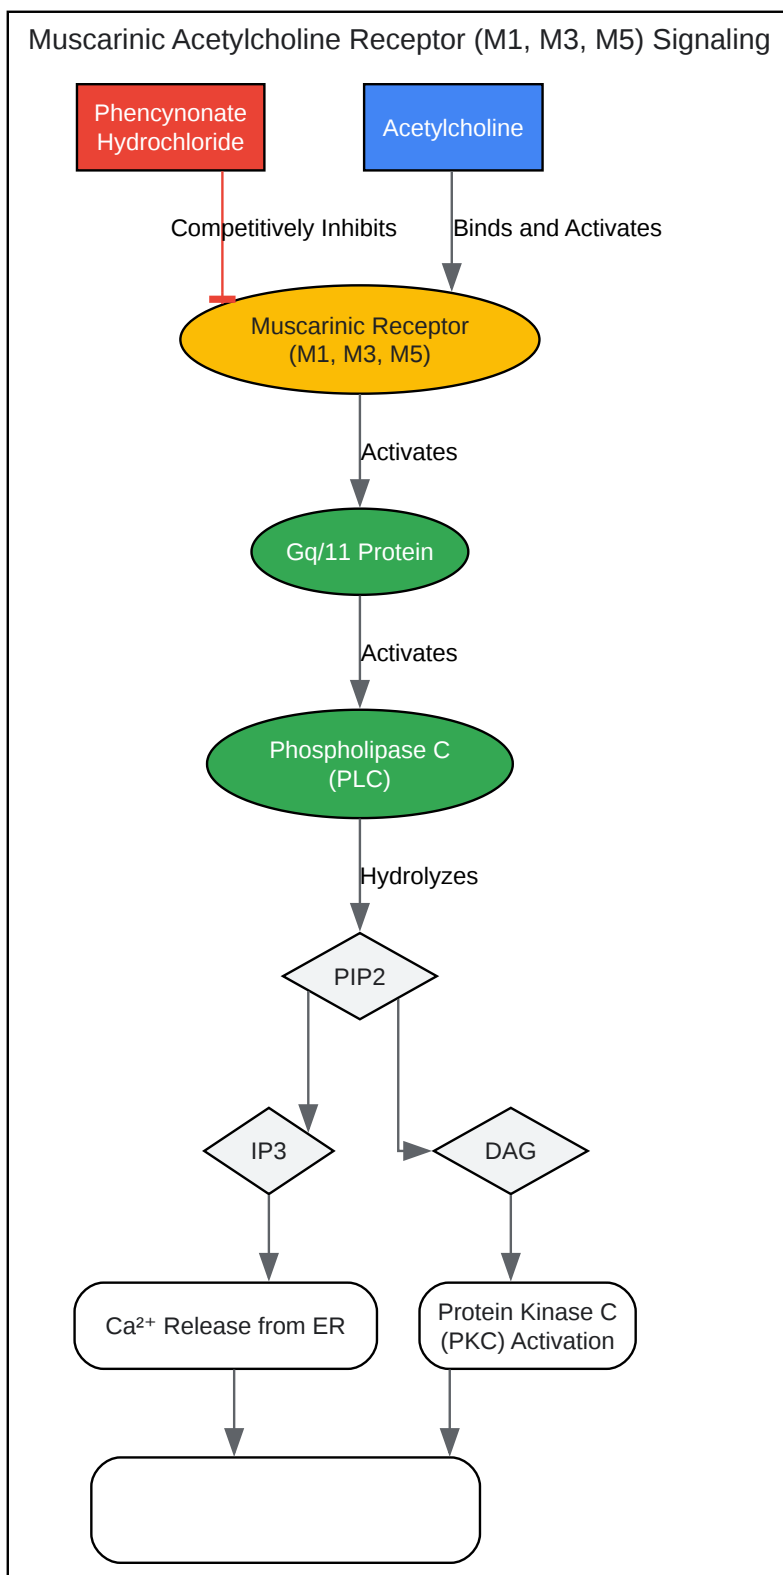 Muscarinic Acetylcholine Receptor (M1, M3, M5) Signaling
Phencynonate
Hydrochloride
Acetylcholine
Competitively Inhibits
Binds and Activates
Muscarinic Receptor
(M1, M3, M5)
Activates
Gq/11 Protein
Activates
Phospholipase C
(PLC)
Hydrolyzes
PIP2
IP3
DAG
Ca²⁺ Release from ER
Protein Kinase C
(PKC) Activation